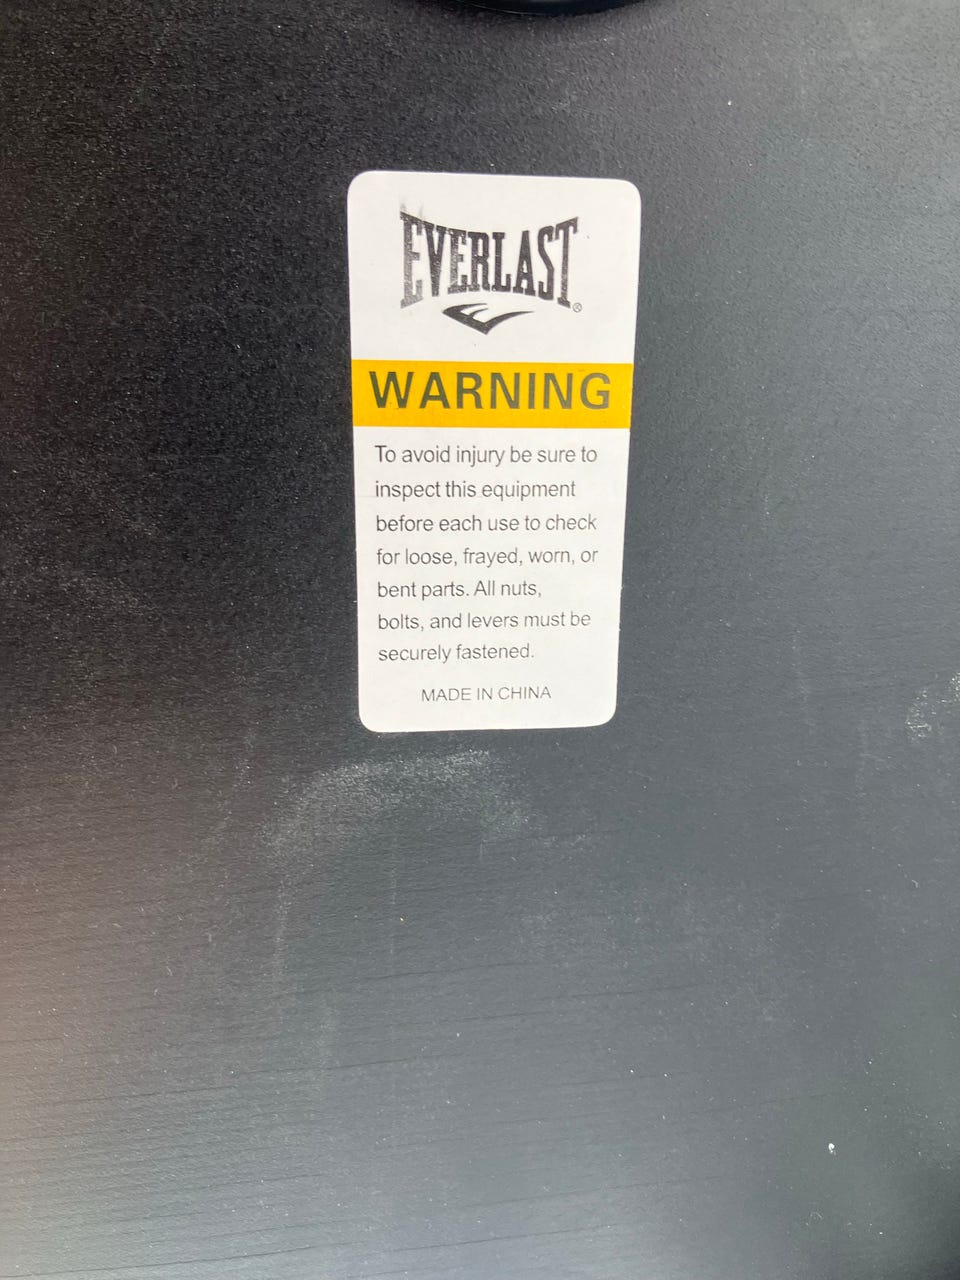 EVERLAST®
WARNING
To avoid injury be sure to
inspect this equipment
before each use to check
for loose, frayed, worn, or
bent parts. All nuts,
bolts, and levers must be
securely fastened.
MADE IN CHINA